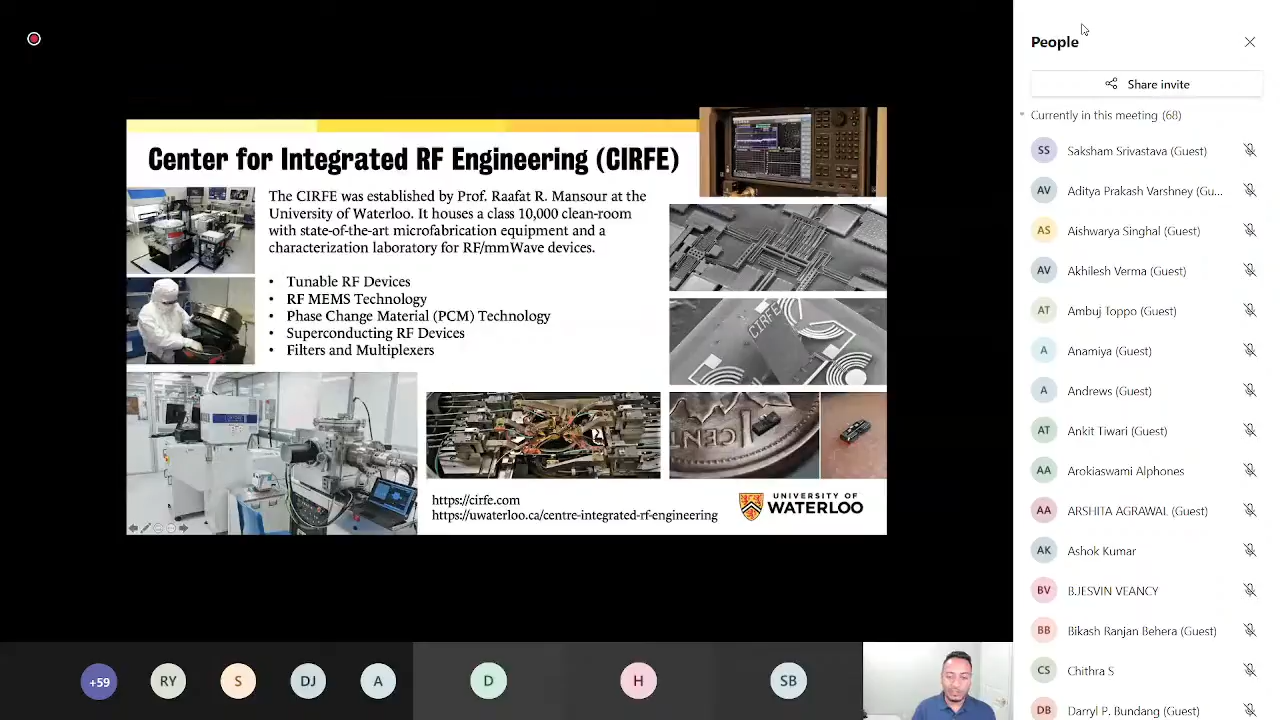 People
Share invite
Currently in this meeting (68)
SS Saksham Srivastava (Guest)
AV Aditya Prakash Varshney (Gu...
AS Aishwarya Singhal (Guest)
AV Akhilesh Verma (Guest)
AT Ambuj Toppo (Guest)
A Anamiya (Guest)
A Andrews (Guest)
AT Ankit Tiwari (Guest)
AA Arokiaswami Alphones
AA ARSHITA AGRAWAL (Guest)
AK Ashok Kumar
BV B.JESVIN VEANCY
BB Bikash Ranjan Behera (Guest)
CS Chithra S
DB Darryl P. Bundang (Guest)
Center for Integrated RF Engineering (CIRFE)
The CIRFE was established by Prof. Raafat R. Mansour at the
University of Waterloo. It houses a class 10,000 clean-room
with state-of-the-art microfabrication equipment and a
characterization laboratory for RF/mmWave devices.
• Tunable RF Devices
• RF MEMS Technology
• Phase Change Material (PCM) Technology
• Superconducting RF Devices
• Filters and Multiplexers
CIRFE
1 CENT
https://cirfe.com
https://uwaterloo.ca/centre-integrated-rf-engineering
UNIVERSITY OF
WATERLOO
+59 RY S DJ A D H SB